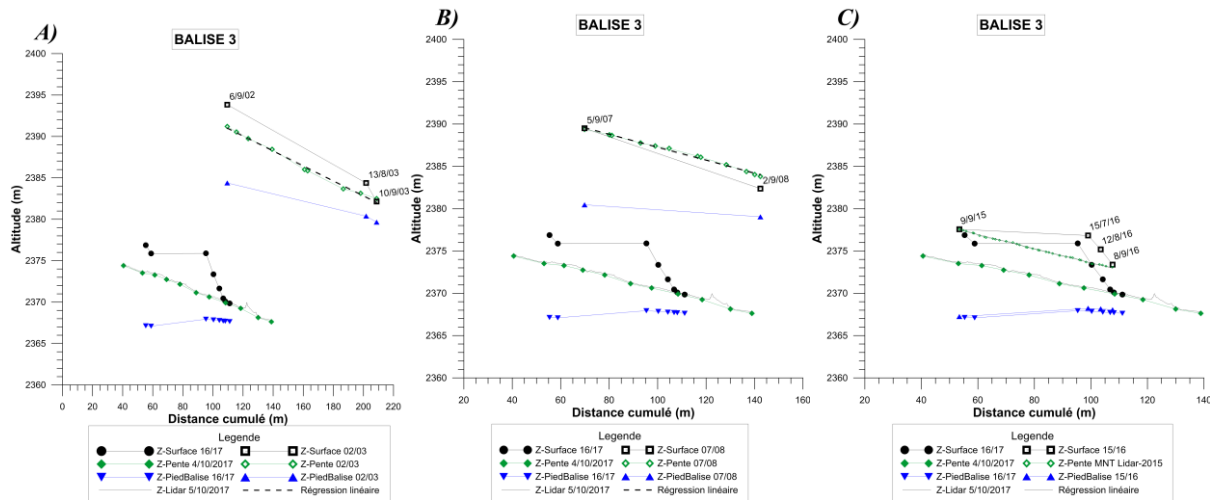 A)
BALISE 3
2400
2395
2390
2385
2380
2375
2370
2365
2360
Altitude (m)
6/9/02
13/8/03
10/9/03
0 20 40 60 80 100 120 140 160 180 200 220
Distance cumulé (m)
Legende
Z-Surface 16/17 Z-Surface 02/03
Z-Pente 4/10/2017 Z-Pente 02/03
Z-PiedBalise 16/17 Z-PiedBalise 02/03
Z-Lidar 5/10/2017 Régression linéaire
B)
BALISE 3
2400
2395
2390
2385
2380
2375
2370
2365
2360
Altitude (m)
5/9/07
2/9/08
20 40 60 80 100 120 140 160
Distance cumulé (m)
Legende
Z-Surface 16/17 Z-Surface 07/08
Z-Pente 4/10/2017 Z-Pente 07/08
Z-PiedBalise 16/17 Z-PiedBalise 07/08
Z-Lidar 5/10/2017 Régression linéaire
C)
BALISE 3
2400
2395
2390
2385
2380
2375
2370
2365
2360
Altitude (m)
9/9/15
15/7/16
12/8/16
8/9/16
20 40 60 80 100 120 140
Distance cumulé (m)
Legende
Z-Surface 16/17 Z-Surface 15/16
Z-Pente 4/10/2017 Z-Pente MNT Lidar-2015
Z-PiedBalise 16/17 Z-PiedBalise 15/16
Z-Lidar 5/10/2017 Régression linéaire